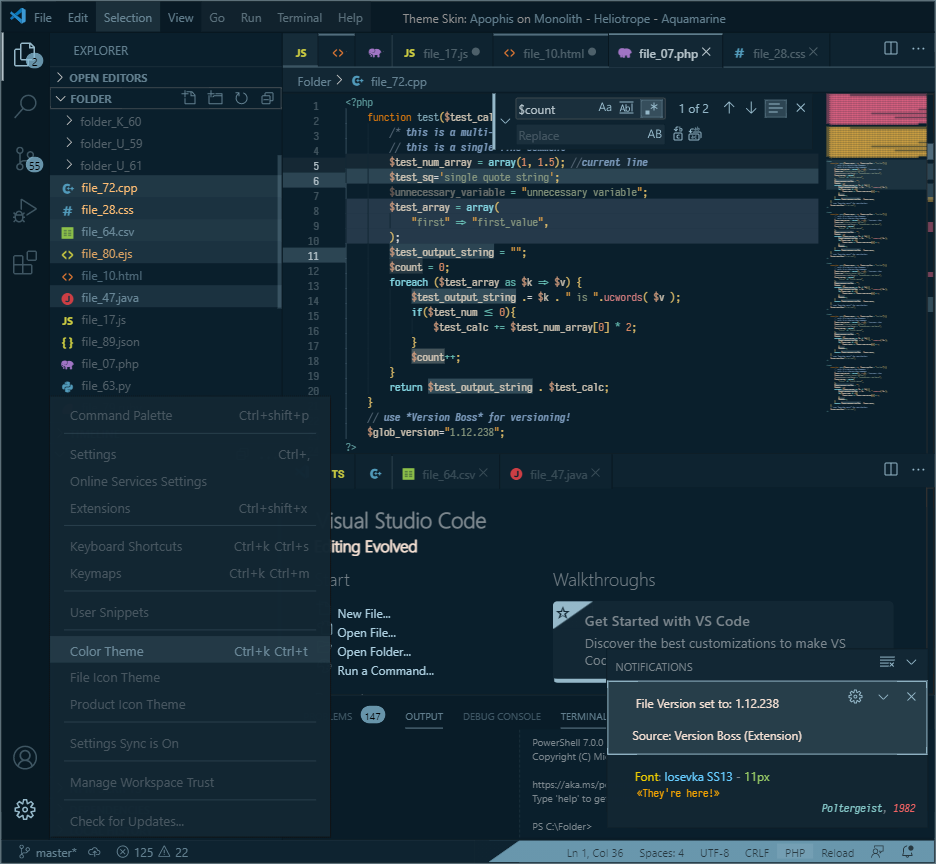 File Edit Selection View Go Run Terminal Help Theme Skin: Apophis on Monolith - Heliotrope - Aquamarine
2
EXPLORER
JS <> JS file_17.js <> file_10.html file_07.php # file_28.css
OPEN EDITORS
FOLDER
Folder > file_72.cpp
folder_K_60
folder_U_59
folder_U_61
file_72.cpp
# file_28.css
file_64.csv
<> file_80.ejs
<> file_10.html
J file_47.java
JS file_17.js
{} file_89.json
file_07.php
file_63.py
55
$count Aa Abl .* 1 of 2
Replace AB
<?php
1 function test($test_cal
2 /* this is a multi-
3
4
5 $test_num_array = array(1, 1.5); //current line
6 $test_sq='single quote string';
7 $unnecessary_variable = "unnecessary variable";
8 $test_array = array(
9 "first" => "first_value",
10 );
11 $test_output_string = "";
12 $count = 0;
13 foreach ($test_array as $k => $v) {
14 $test_output_string .= $k . " is ".ucwords( $v );
15 if($test_num ≤ 0){
16 $test_calc += $test_num_array[0] * 2;
17 }
18 $count++;
19 }
20 return $test_output_string . $test_calc;
}
// use *Version Boss* for versioning!
$glob_version="1.12.238";
?>
Command Palette Ctrl+shift+p
Settings Ctrl+,
Online Services Settings
Extensions Ctrl+shift+x
Keyboard Shortcuts Ctrl+k Ctrl+s
Keymaps Ctrl+k Ctrl+m
User Snippets
Color Theme Ctrl+k Ctrl+t
File Icon Theme
Product Icon Theme
Settings Sync is On
Manage Workspace Trust
Check for Updates...
TS file_64.csv J file_47.java
isual Studio Code
iting Evolved
art
New File...
Open File...
Open Folder...
Run a Command...
Walkthroughs
Get Started with VS Code
Discover the best customizations to make VS
NOTIFICATIONS
File Version set to: 1.12.238
Source: Version Boss (Extension)
Font: Iosevka SS13 - 11px
«They're here!»
Poltergeist, 1982
LEMS 147 OUTPUT DEBUG CONSOLE TERMINAL
PowerShell 7.0.0
Copyright (C) Mi
https://aka.ms/p
Type 'help' to ge
PS C:\Folder>
master* 125 22 Ln 1, Col 36 Spaces: 4 UTF-8 CRLF PHP Reload